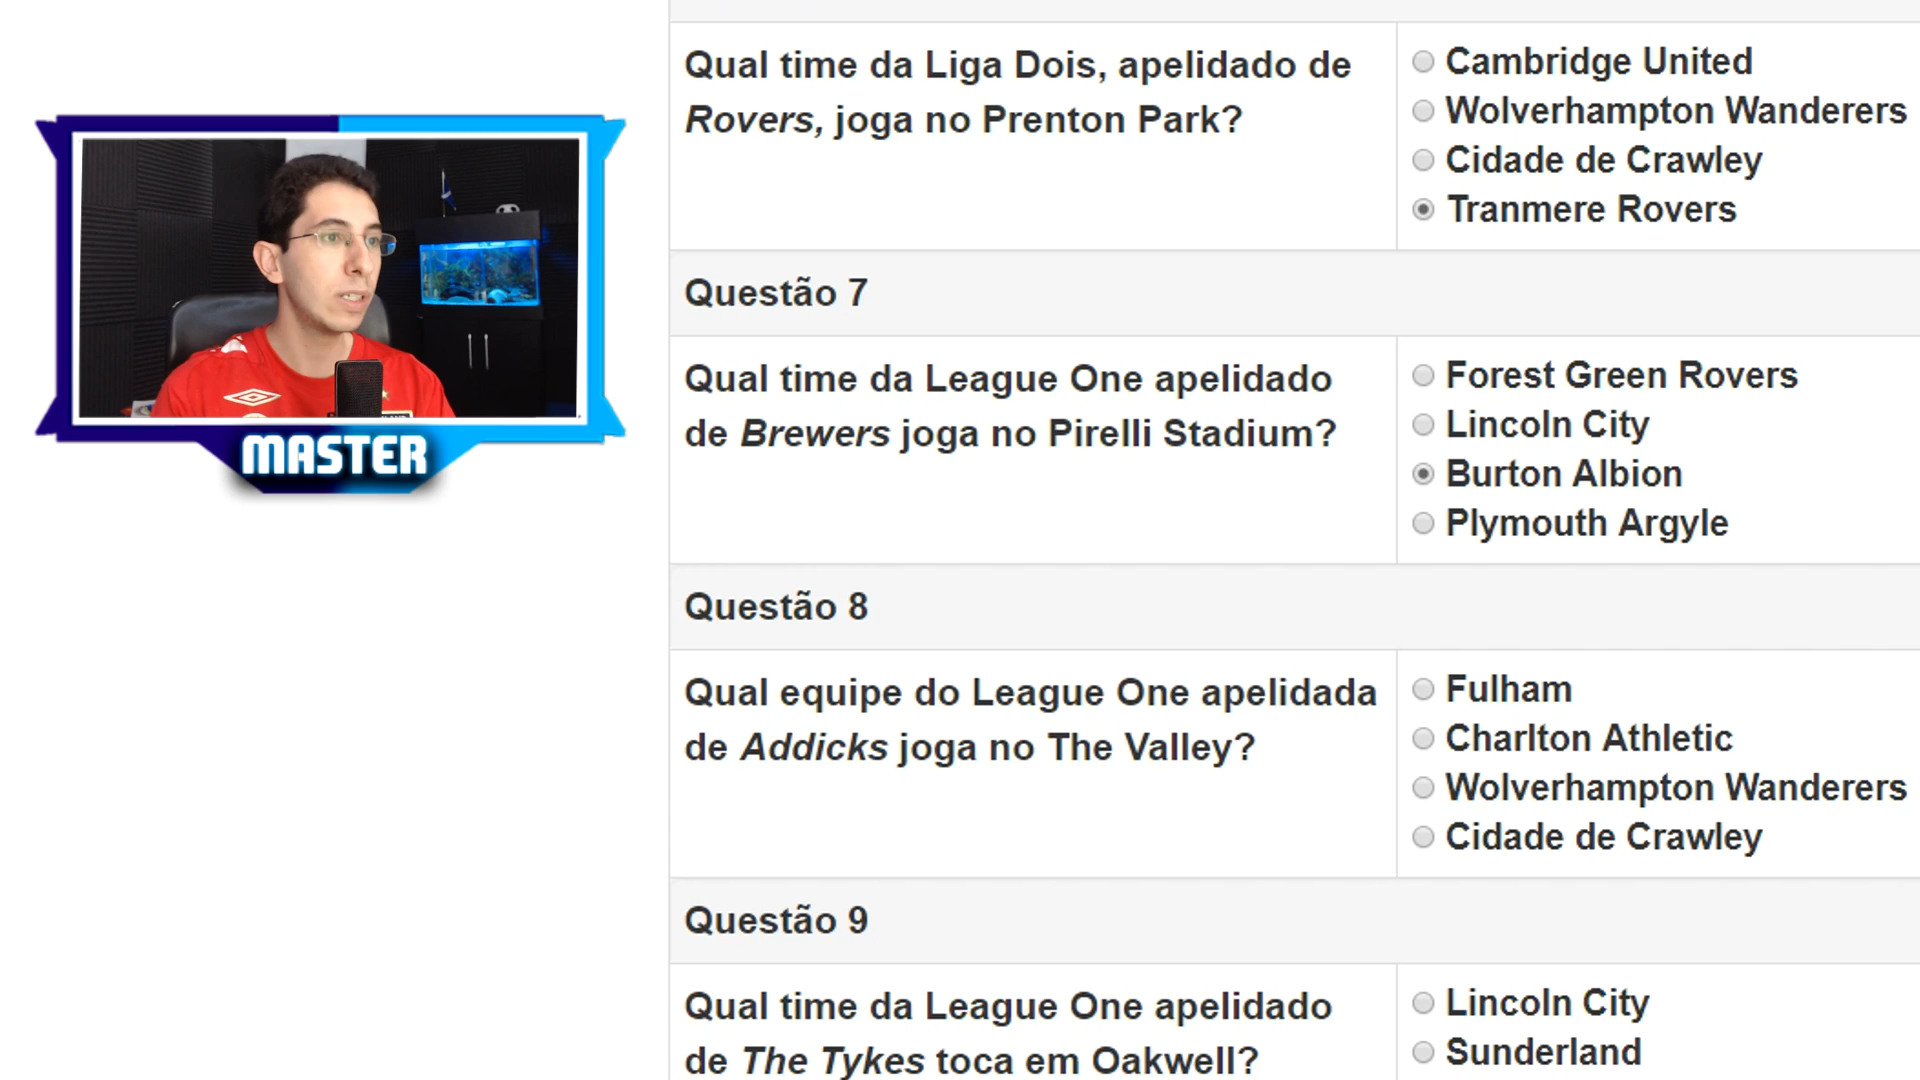 MASTER
Qual time da Liga Dois, apelidado de
Rovers, joga no Prenton Park?
Cambridge United
Wolverhampton Wanderers
Cidade de Crawley
Tranmere Rovers
Questão 7
Qual time da League One apelidado
de Brewers joga no Pirelli Stadium?
Forest Green Rovers
Lincoln City
Burton Albion
Plymouth Argyle
Questão 8
Qual equipe do League One apelidada
de Addicks joga no The Valley?
Fulham
Charlton Athletic
Wolverhampton Wanderers
Cidade de Crawley
Questão 9
Qual time da League One apelidado
de The Tykes toca em Oakwell?
Lincoln City
Sunderland